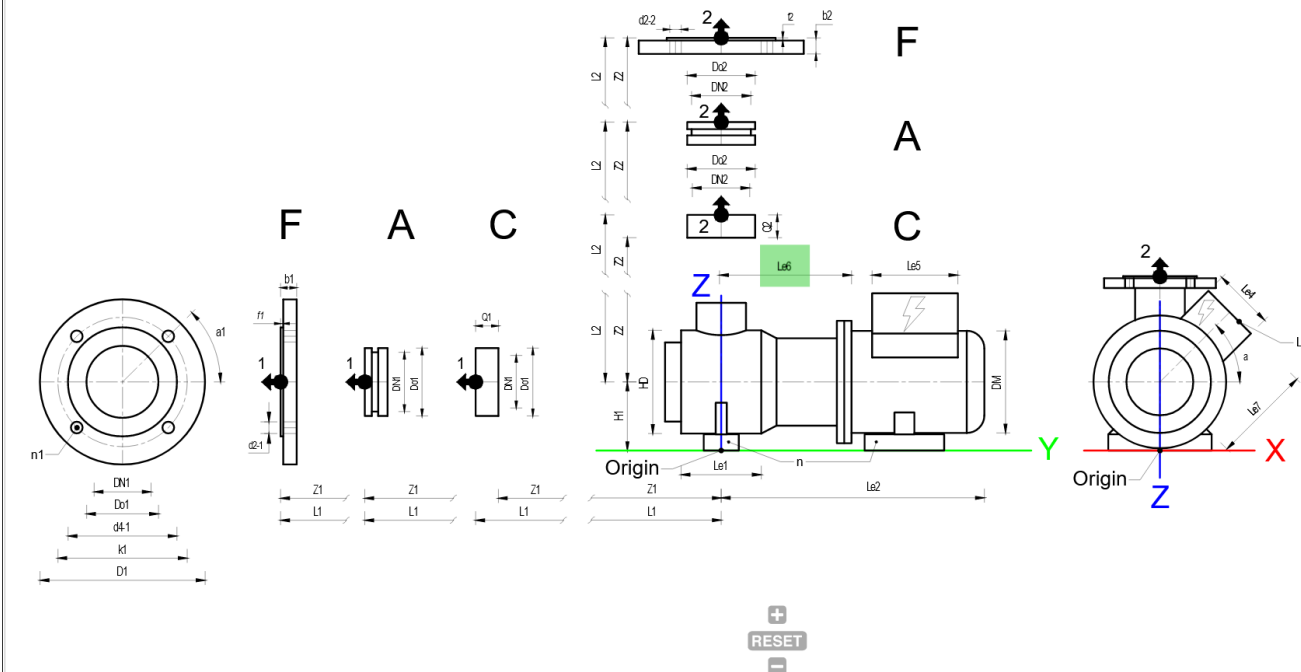 d2-2
2
f2
b2
F
L2
Z2
Do2
DN2
2
A
L2
Z2
Do2
DN2
2
C
Q2
L2
Z2
F
A
C
Le6
Le5
Z
b1
f1
a1
1
Q1
1
DN1
Do1
1
DN1
Do1
L2
Z2
HD
DM
H1
n1
d2-1
DN1
Do1
d4-1
k1
D1
Origin
n
Y
Le1
Z1
Z1
Z1
Z1
Le2
L1
L1
L1
L1
2
Le4
L
a
Le7
X
Origin
Z
RESET